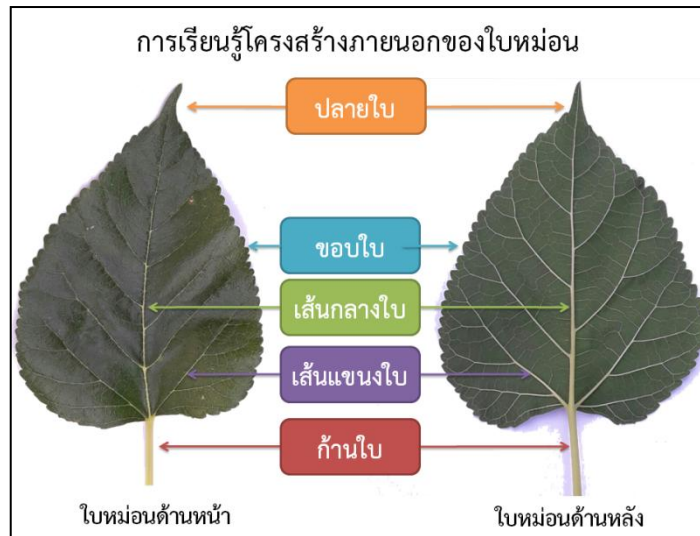 การเรียนรู้โครงสร้างภายนอกของใบหม่อน
ปลายใบ
ขอบใบ
เส้นกลางใบ
เส้นแขนงใบ
ก้านใบ
ใบหม่อนด้านหน้า
ใบหม่อนด้านหลัง